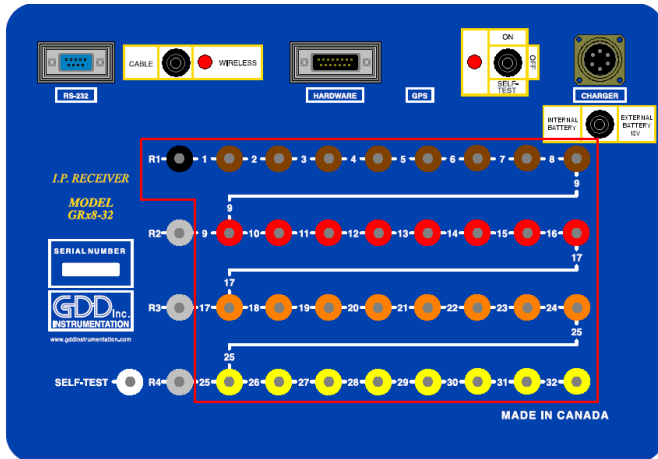 ON
OFF
SELF-
TEST
CABLE
WIRELESS
RS-232
HARDWARE
GPS
CHARGER
INTERNAL
BATTERY
EXTERNAL
BATTERY
12V
R1 1 2 3 4 5 6 7 8
9
I.P. RECEIVER
MODEL
GRx8-32
9
R2 9 10 11 12 13 14 15 16
17
SERIAL NUMBER
17
R3 17 18 19 20 21 22 23 24
GDD Inc.
INSTRUMENTATION
www.gddinstrumentation.com
25
25
SELF-TEST R4 25 26 27 28 29 30 31 32
MADE IN CANADA